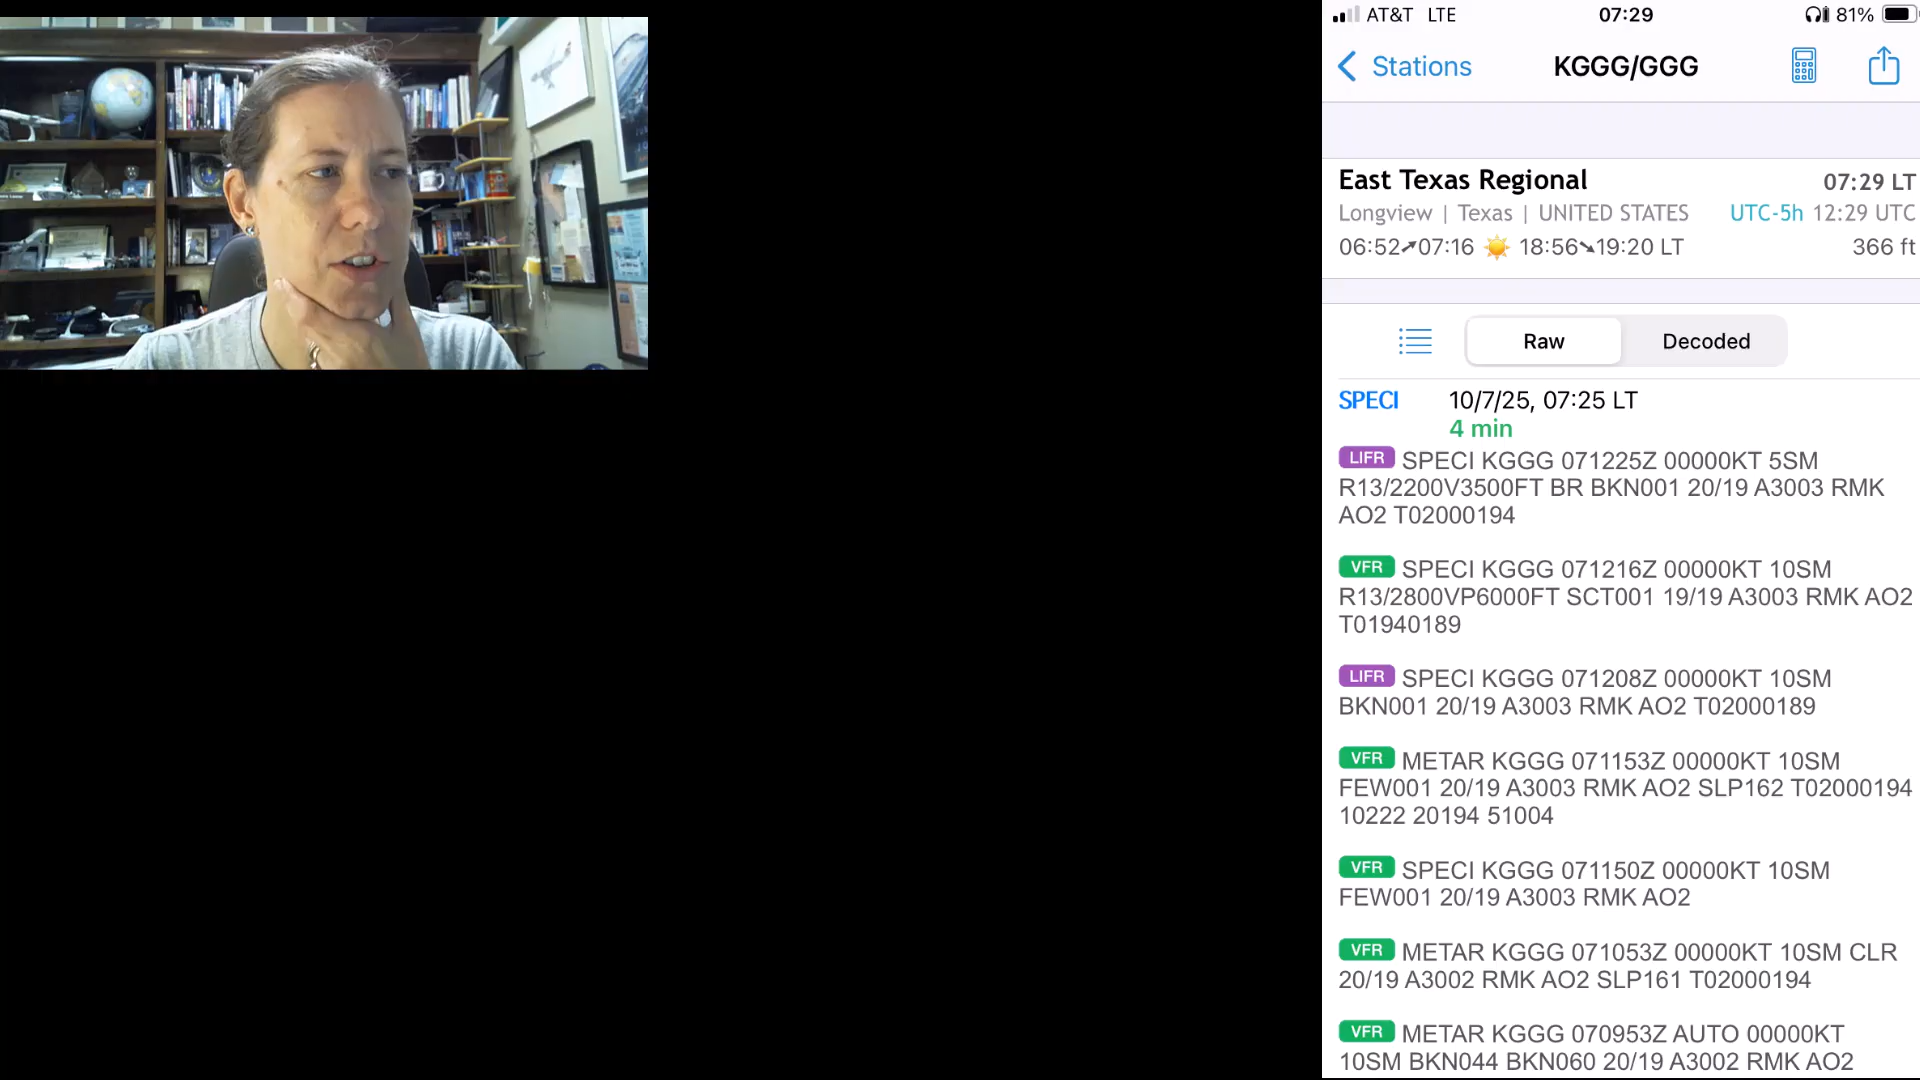 AT&T LTE 07:29 81%
Stations KGGG/GGG
East Texas Regional 07:29 LT
Longview | Texas | UNITED STATES UTC-5h 12:29 UTC
06:52➚07:16 ☀️ 18:56➘19:20 LT 366 ft
Raw Decoded
SPECI 10/7/25, 07:25 LT
4 min
LIFR SPECI KGGG 071225Z 00000KT 5SM
R13/2200V3500FT BR BKN001 20/19 A3003 RMK
AO2 T02000194
VFR SPECI KGGG 071216Z 00000KT 10SM
R13/2800VP6000FT SCT001 19/19 A3003 RMK AO2
T01940189
LIFR SPECI KGGG 071208Z 00000KT 10SM
BKN001 20/19 A3003 RMK AO2 T02000189
VFR METAR KGGG 071153Z 00000KT 10SM
FEW001 20/19 A3003 RMK AO2 SLP162 T02000194
10222 20194 51004
VFR SPECI KGGG 071150Z 00000KT 10SM
FEW001 20/19 A3003 RMK AO2
VFR METAR KGGG 071053Z 00000KT 10SM CLR
20/19 A3002 RMK AO2 SLP161 T02000194
VFR METAR KGGG 070953Z AUTO 00000KT
10SM BKN044 BKN060 20/19 A3002 RMK AO2